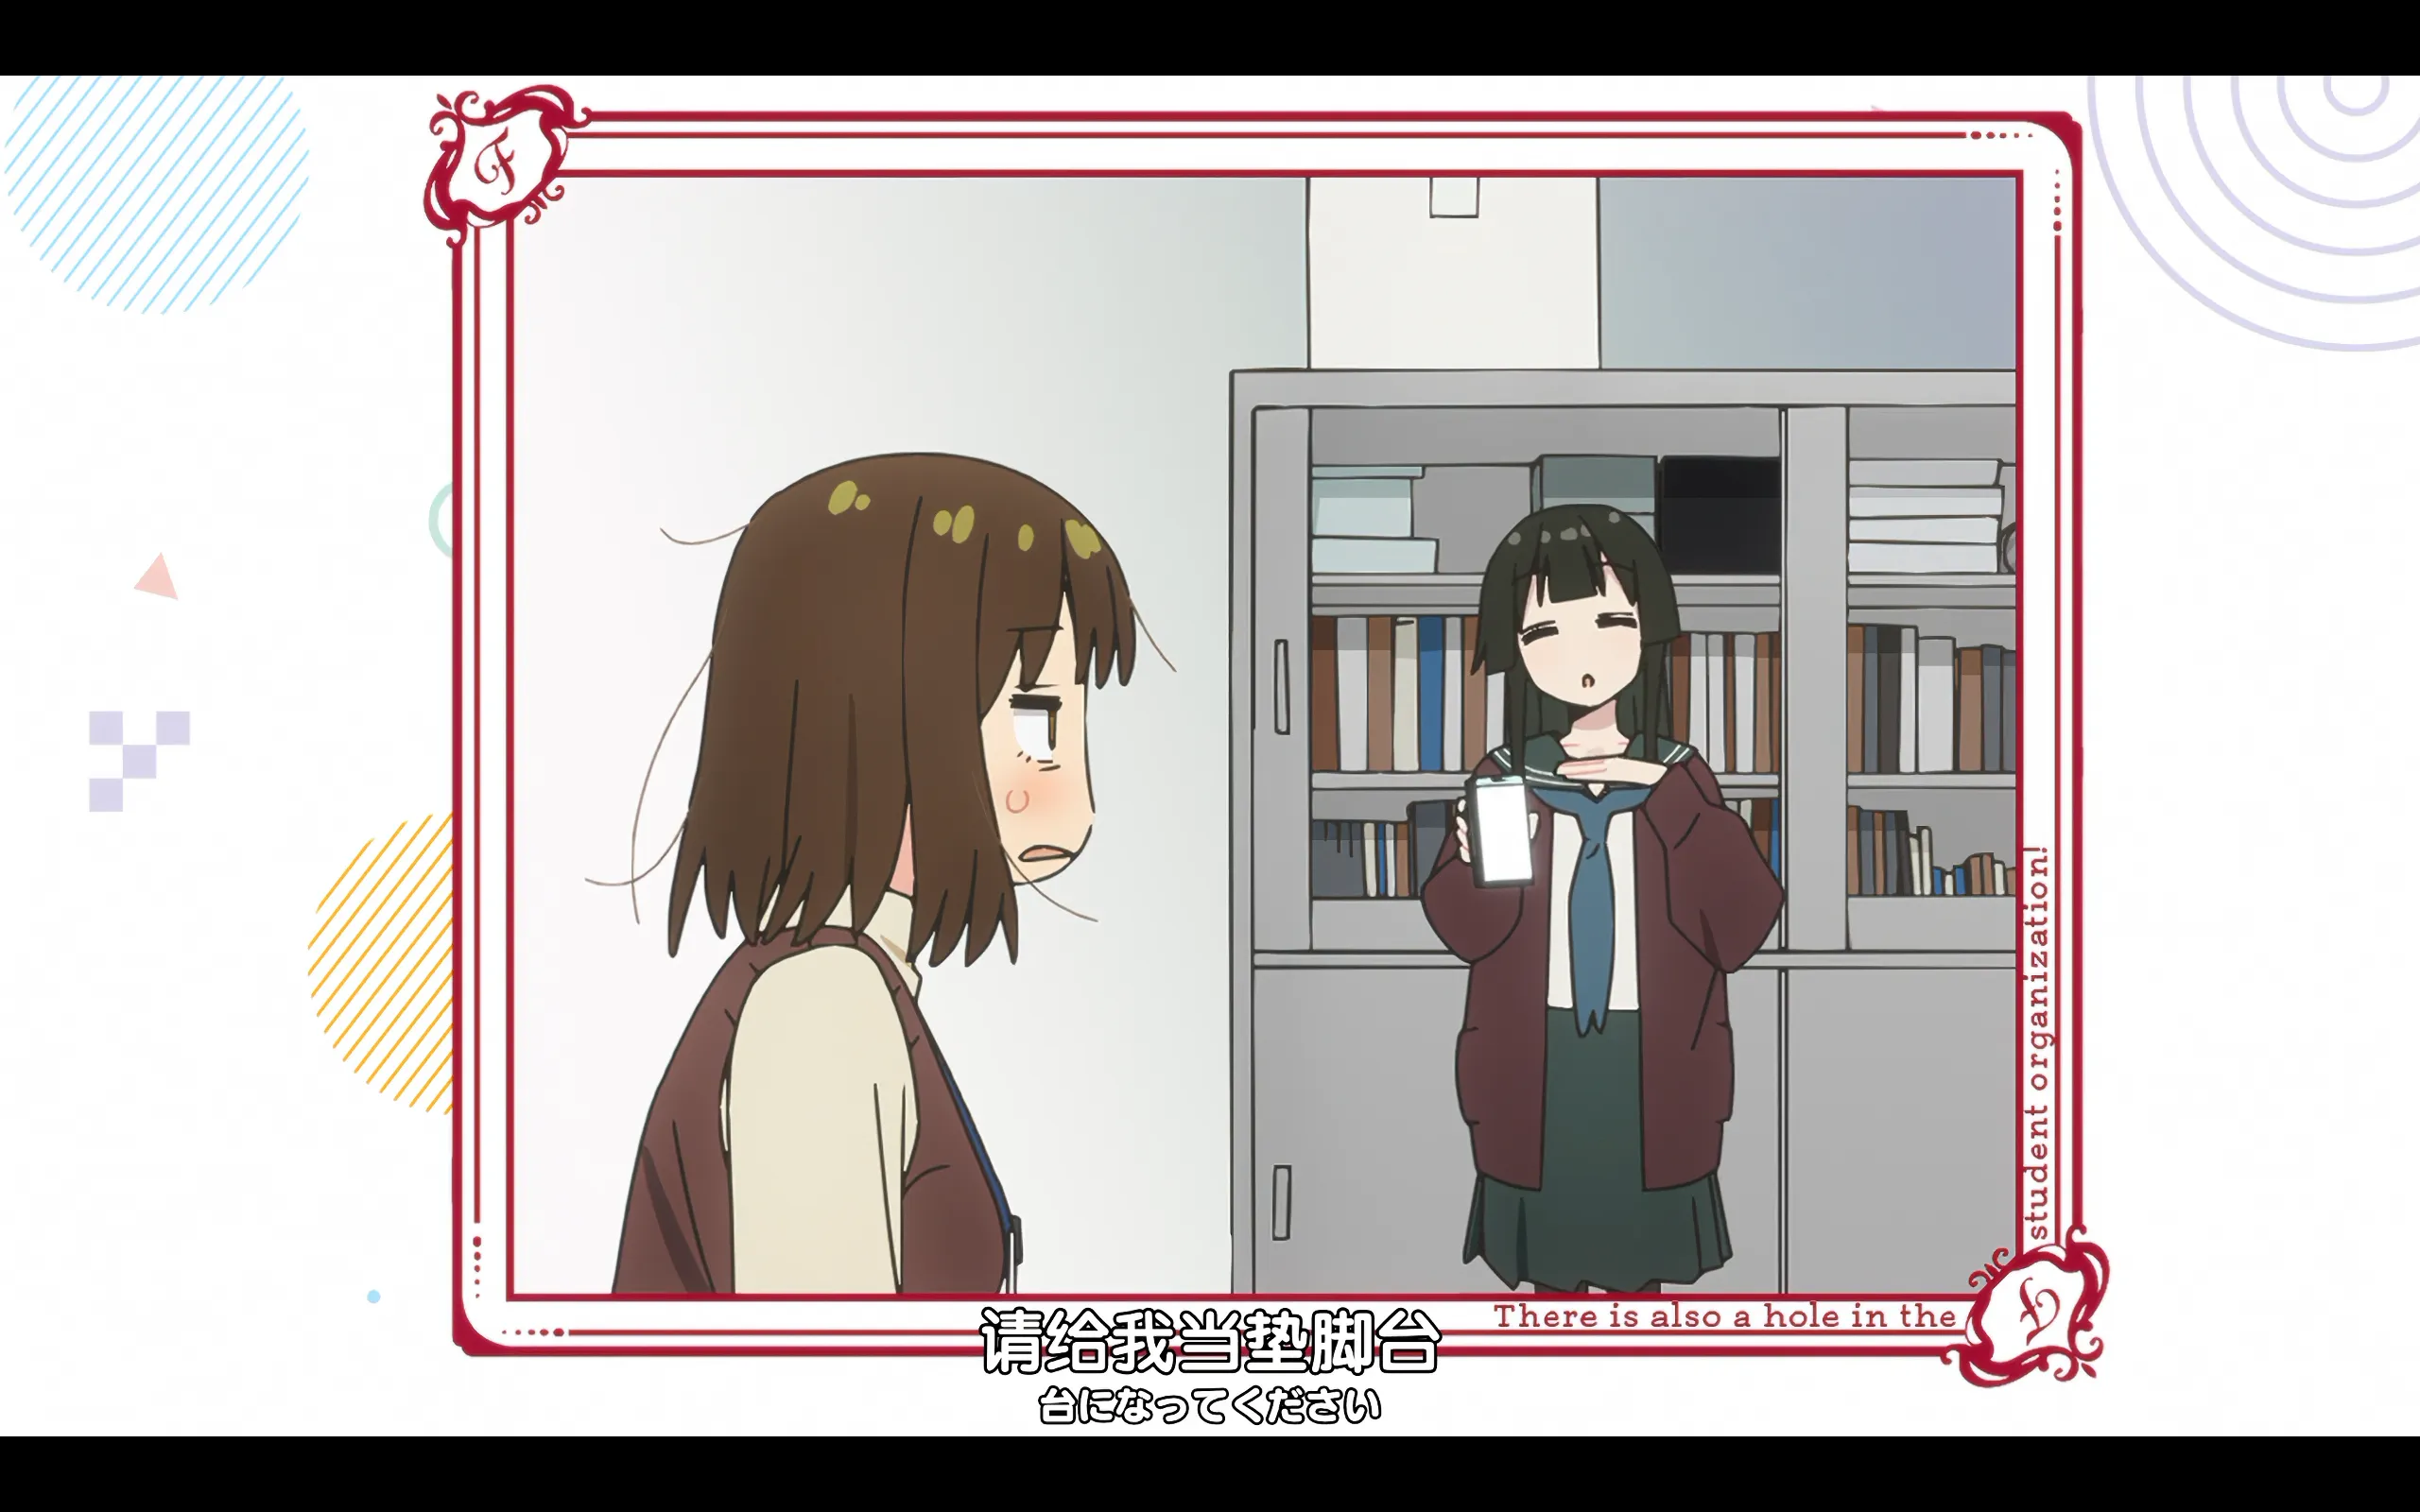 F
student organization!
There is also a hole in the
请给我当垫脚台
台になってください